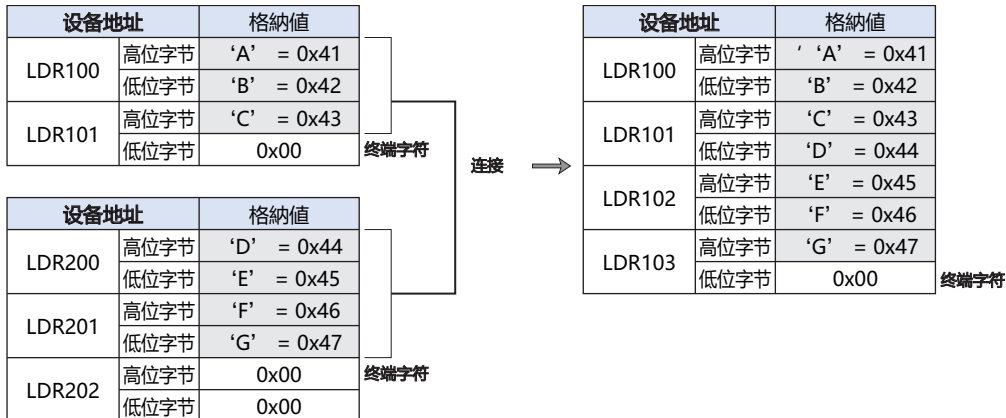 设备地址 格納値
LDR100 高位字节 ‘A’ = 0x41
低位字节 ‘B’ = 0x42
LDR101 高位字节 ‘C’ = 0x43
低位字节 0x00 终端字符
设备地址 格納値
LDR200 高位字节 ‘D’ = 0x44
低位字节 ‘E’ = 0x45
LDR201 高位字节 ‘F’ = 0x46
低位字节 ‘G’ = 0x47
LDR202 高位字节 0x00 终端字符
低位字节 0x00
连接
设备地址 格納値
LDR100 高位字节 ‘ ‘A’ = 0x41
低位字节 ‘B’ = 0x42
LDR101 高位字节 ‘C’ = 0x43
低位字节 ‘D’ = 0x44
LDR102 高位字节 ‘E’ = 0x45
低位字节 ‘F’ = 0x46
LDR103 高位字节 ‘G’ = 0x47
低位字节 0x00 终端字符